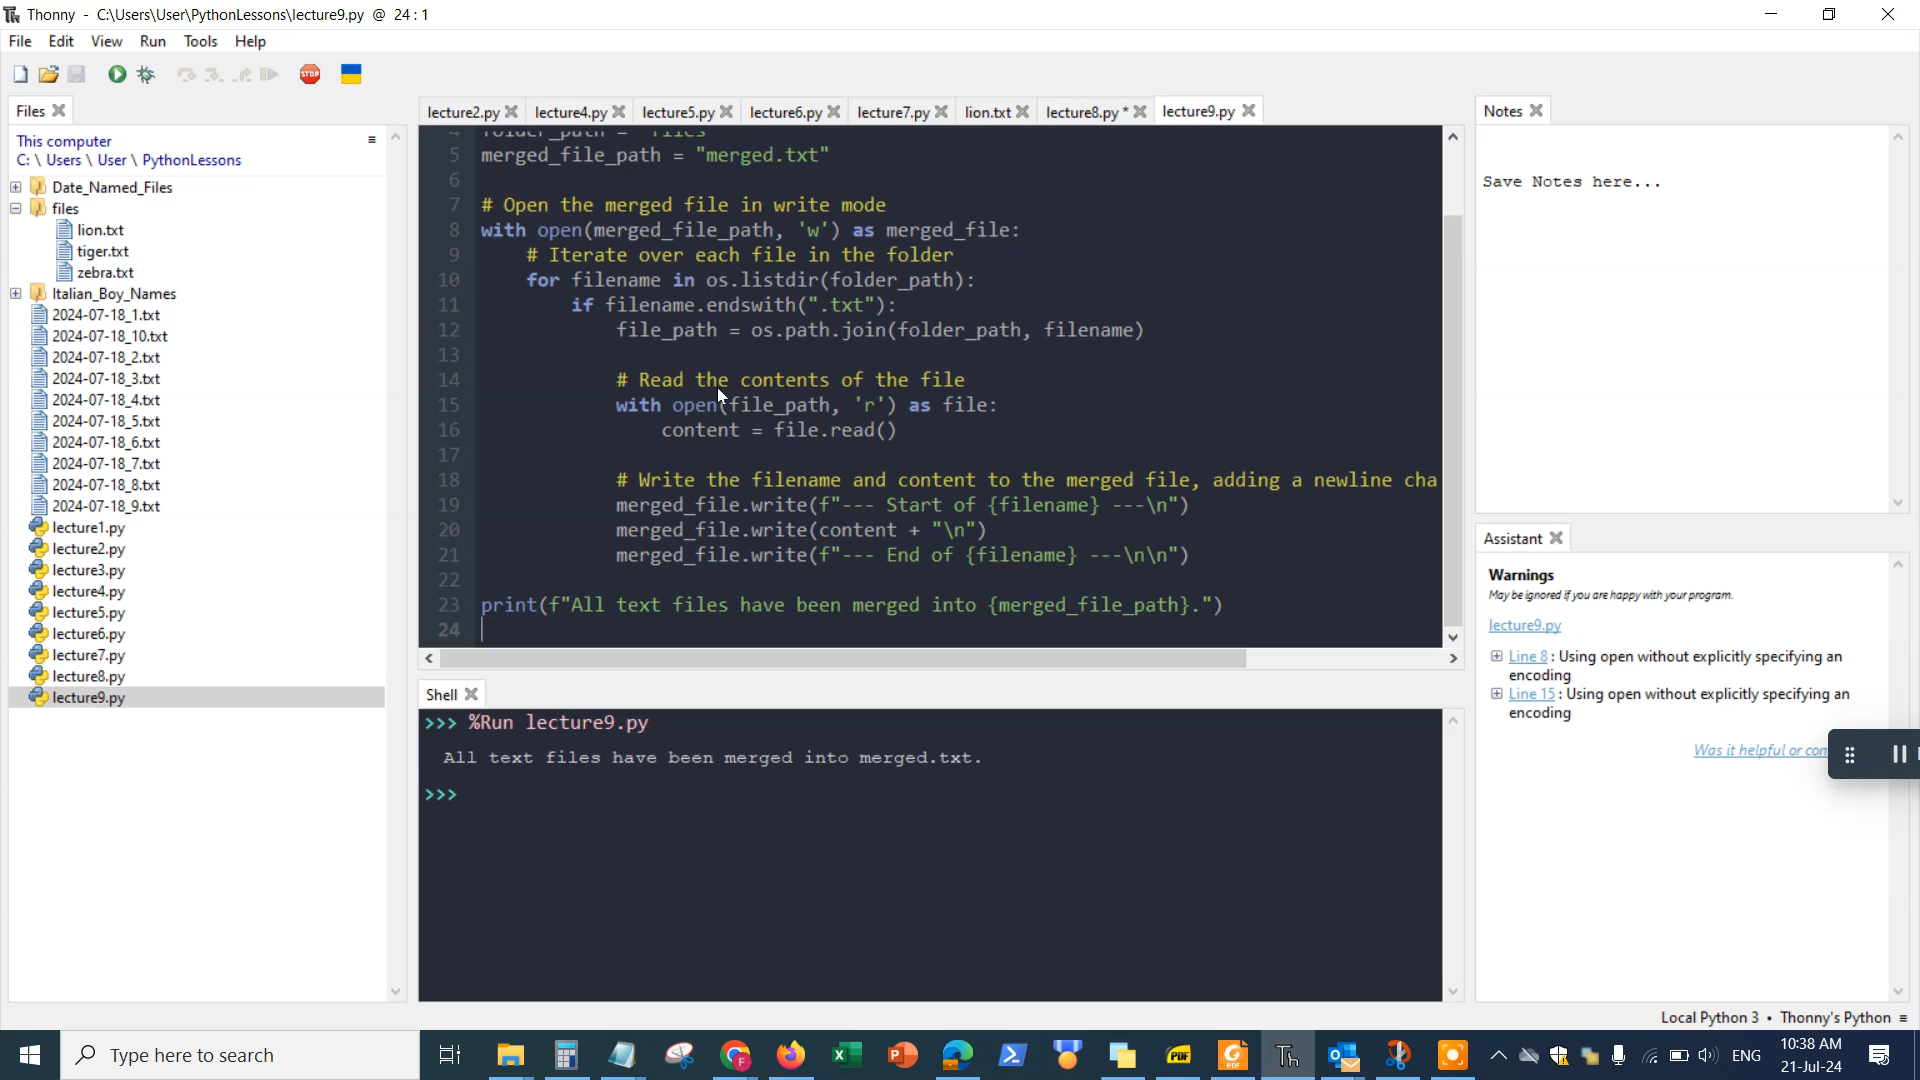 Thonny - C:\Users\User\PythonLessons\lecture9.py @ 24 : 1
File Edit View Run Tools Help
STOP
Files
This computer
C: \ Users \ User \ PythonLessons
Date_Named_Files
files
lion.txt
tiger.txt
zebra.txt
Italian_Boy_Names
2024-07-18_1.txt
2024-07-18_10.txt
2024-07-18_2.txt
2024-07-18_3.txt
2024-07-18_4.txt
2024-07-18_5.txt
2024-07-18_6.txt
2024-07-18_7.txt
2024-07-18_8.txt
2024-07-18_9.txt
lecture1.py
lecture2.py
lecture3.py
lecture4.py
lecture5.py
lecture6.py
lecture7.py
lecture8.py
lecture9.py
lecture2.py lecture4.py lecture5.py lecture6.py lecture7.py lion.txt lecture8.py * lecture9.py
4 folder_path = "files"
5 merged_file_path = "merged.txt"
6
7 # Open the merged file in write mode
8 with open(merged_file_path, 'w') as merged_file:
9 # Iterate over each file in the folder
10 for filename in os.listdir(folder_path):
11 if filename.endswith(".txt"):
12 file_path = os.path.join(folder_path, filename)
13
14 # Read the contents of the file
15 with open(file_path, 'r') as file:
16 content = file.read()
17
18 # Write the filename and content to the merged file, adding a newline cha
19 merged_file.write(f"--- Start of {filename} ---\n")
20 merged_file.write(content + "\n")
21 merged_file.write(f"--- End of {filename} ---\n\n")
22
23 print(f"All text files have been merged into {merged_file_path}.")
24
Shell
>>> %Run lecture9.py
All text files have been merged into merged.txt.
>>>
Notes
Save Notes here...
Assistant
Warnings
May be ignored if you are happy with your program.
lecture9.py
Line 8 : Using open without explicitly specifying an
encoding
Line 15 : Using open without explicitly specifying an
encoding
Was it helpful or con
Local Python 3 • Thonny's Python ≡
Type here to search
PDF
PDF
Th
ENG
10:38 AM
21-Jul-24